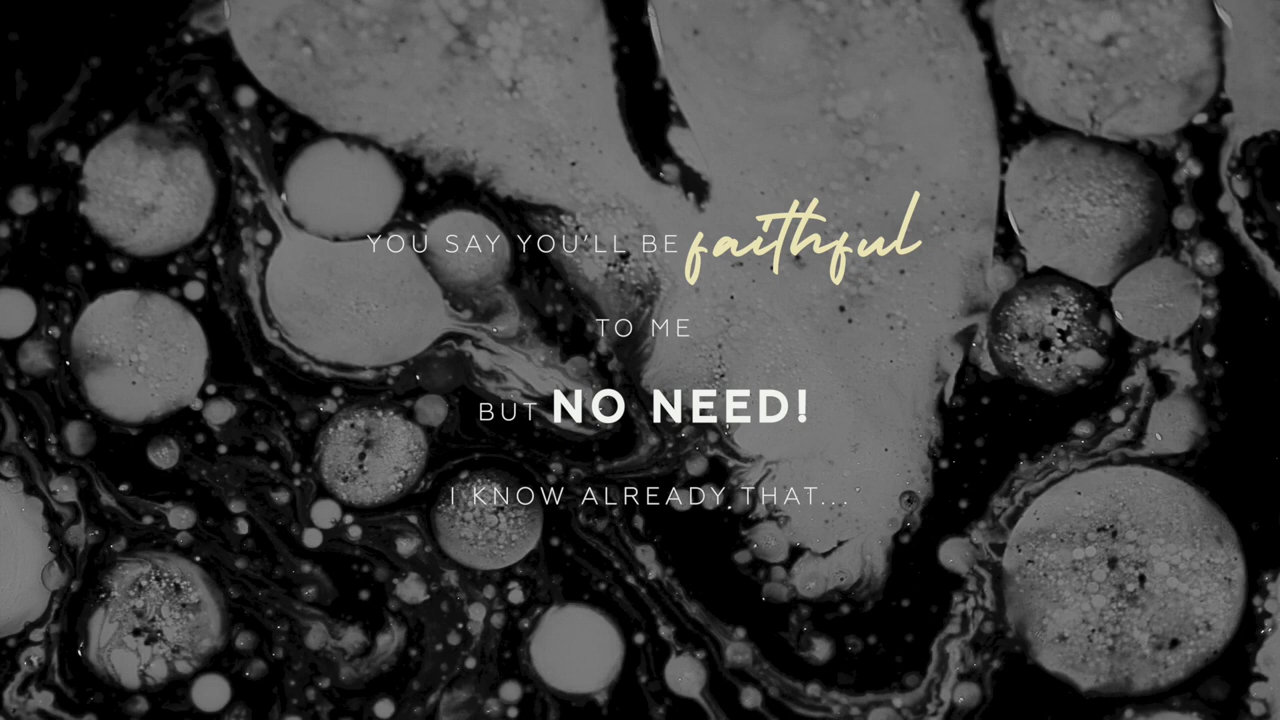 YOU SAY YOU'LL BE faithful
TO ME
BUT NO NEED!
I KNOW ALREADY THAT...